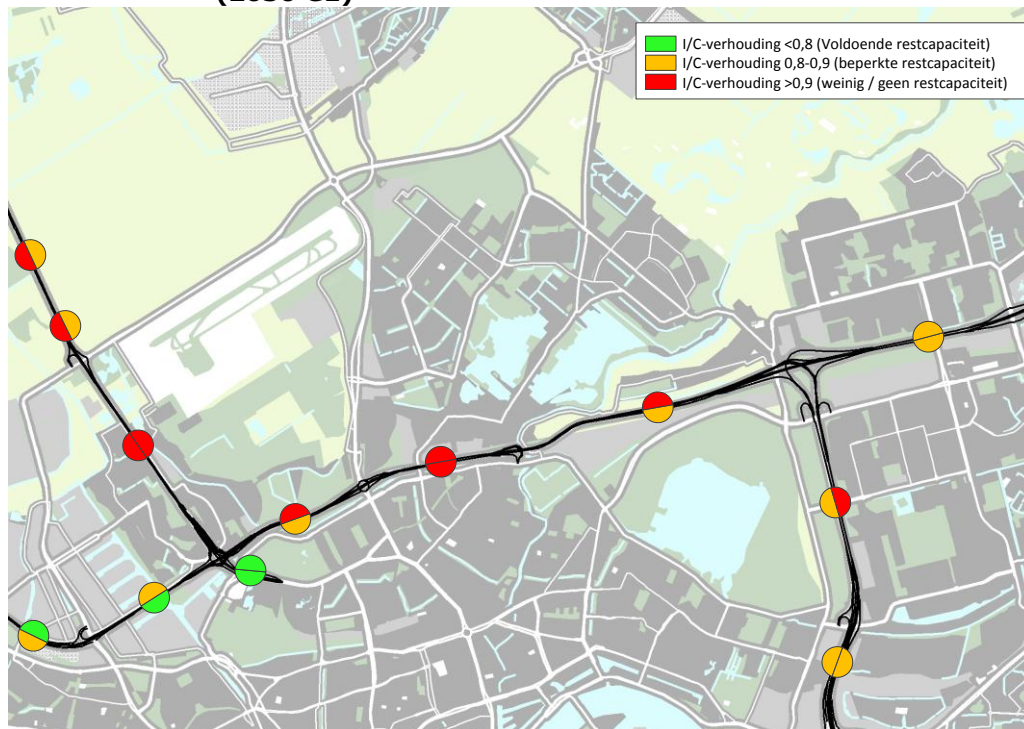 I/C-verhouding <0,8 (Voldoende restcapaciteit)
I/C-verhouding 0,8-0,9 (beperkte restcapaciteit)
I/C-verhouding >0,9 (weinig / geen restcapaciteit)